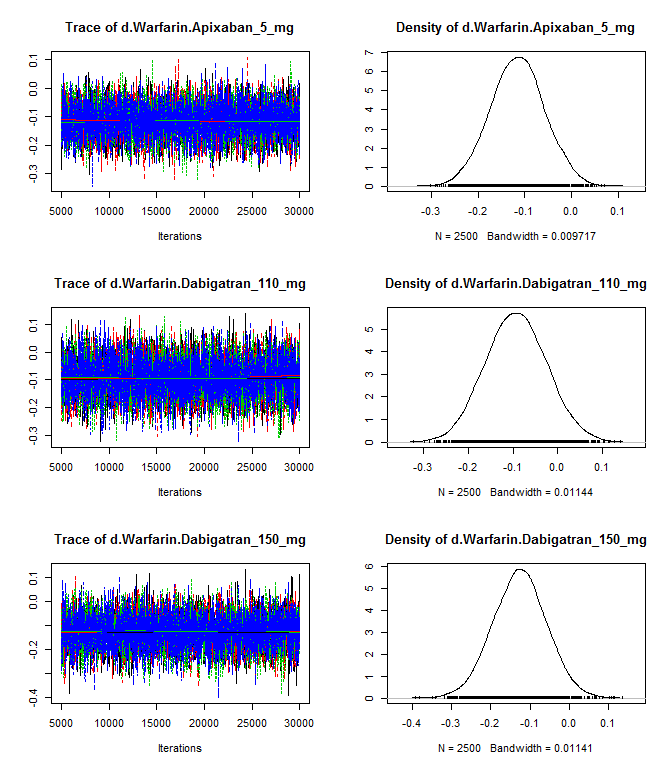 Trace of d.Warfarin.Apixaban_5_mg
0.1
0.0
-0.1
-0.2
-0.3
5000 10000 15000 20000 25000 30000
Iterations
Density of d.Warfarin.Apixaban_5_mg
7
6
5
4
3
2
1
0
-0.3 -0.2 -0.1 0.0 0.1
N = 2500 Bandwidth = 0.009717
Trace of d.Warfarin.Dabigatran_110_mg
0.1
0.0
-0.1
-0.2
-0.3
5000 10000 15000 20000 25000 30000
Iterations
Density of d.Warfarin.Dabigatran_110_mg
5
4
3
2
1
0
-0.3 -0.2 -0.1 0.0 0.1
N = 2500 Bandwidth = 0.01144
Trace of d.Warfarin.Dabigatran_150_mg
0.1
0.0
-0.2
-0.4
5000 10000 15000 20000 25000 30000
Iterations
Density of d.Warfarin.Dabigatran_150_mg
6
5
4
3
2
1
0
-0.4 -0.3 -0.2 -0.1 0.0 0.1
N = 2500 Bandwidth = 0.01141